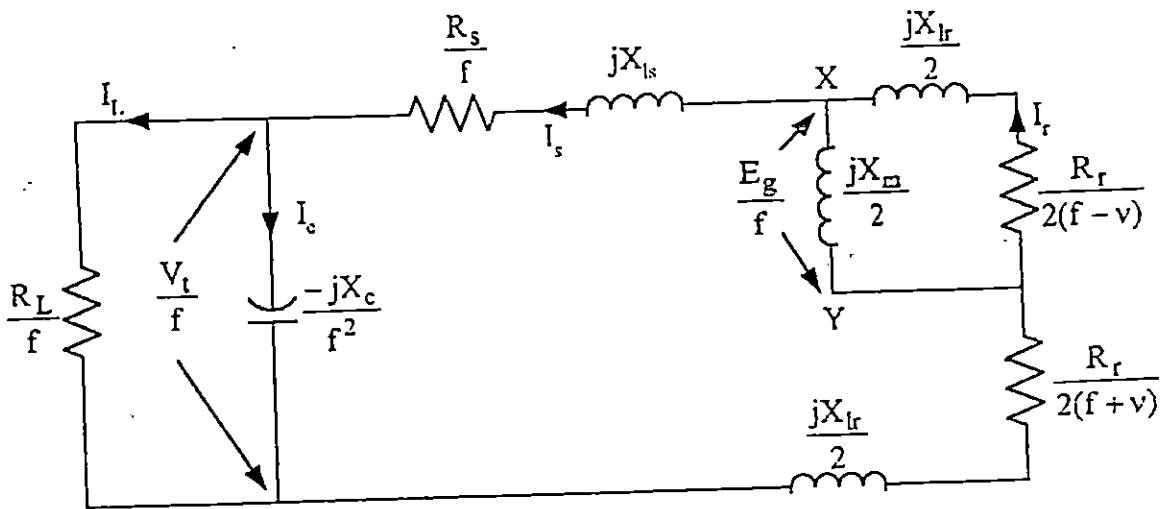 R_s/f
jX_ls
X
jX_lr/2
I_L
I_s
I_r
E_g/f
jX_m/2
R_r/2(f − v)
I_c
V_t/f
R_L/f
−jX_c/f²
Y
R_r/2(f + v)
jX_lr/2